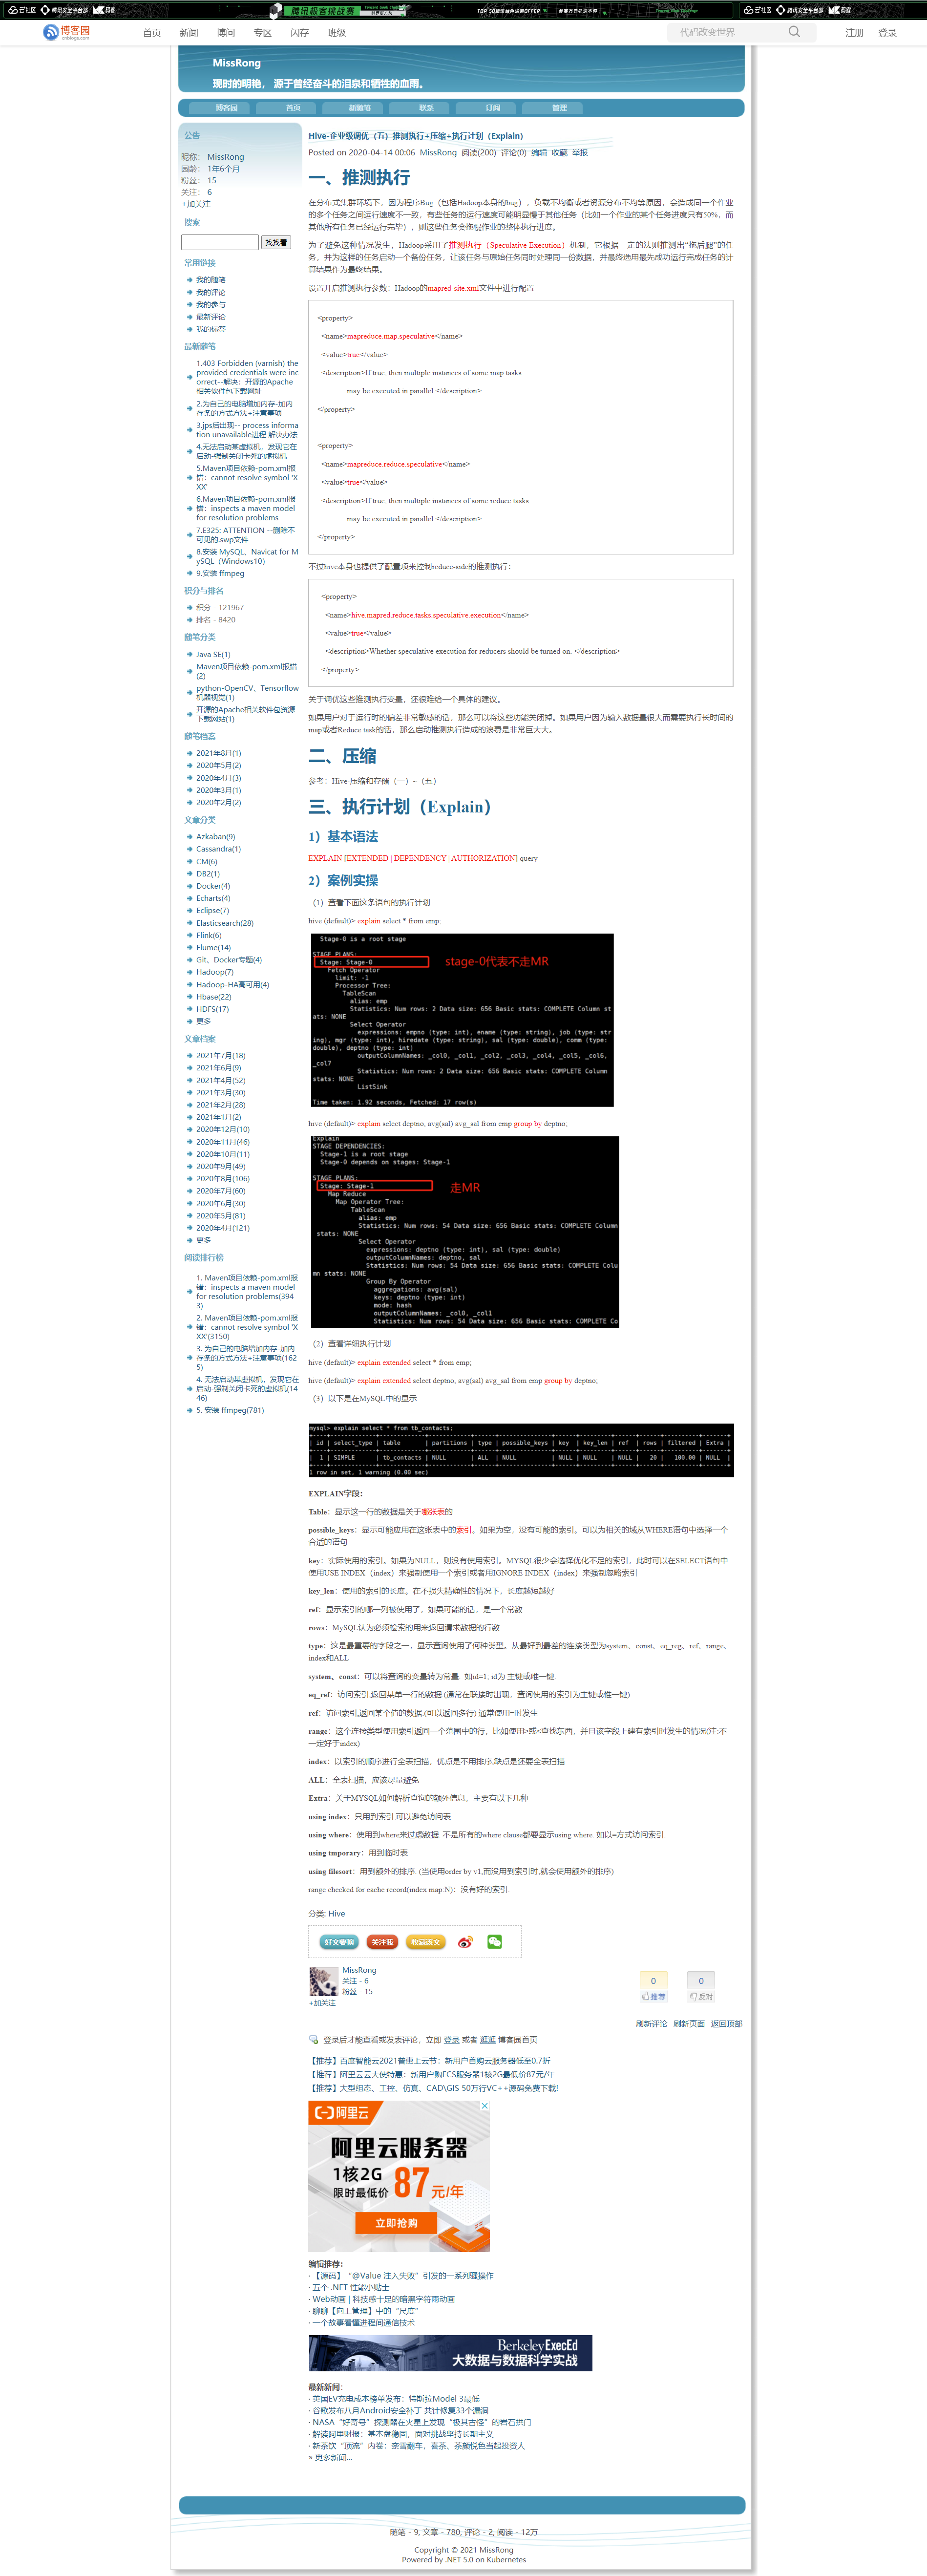 博客园
cnblogs.com
首页 新闻 博问 专区 闪存 班级
代码改变世界
注册 登录
MissRong
现时的明艳， 源于曾经奋斗的泪泉和牺牲的血雨。
博客园 首页 新随笔 联系 订阅 管理
公告
昵称： MissRong
园龄： 1年6个月
粉丝： 15
关注： 6
+加关注
搜索
找找看
常用链接
我的随笔
我的评论
我的参与
最新评论
我的标签
最新随笔
1.403 Forbidden (varnish) the
provided credentials were inc
orrect--解决：开源的Apache
相关软件包下载网址
2.为自己的电脑增加内存-加内
存条的方式方法+注意事项
3.jps后出现-- process informa
tion unavailable进程 解决办法
4.无法启动某虚拟机，发现它在
启动-强制关闭卡死的虚拟机
5.Maven项目依赖-pom.xml报
错：cannot resolve symbol 'X
XX'
6.Maven项目依赖-pom.xml报
错：inspects a maven model
for resolution problems
7.E325: ATTENTION --删除不
可见的.swp文件
8.安装 MySQL、Navicat for M
ySQL（Windows10）
9.安装 ffmpeg
积分与排名
积分 - 121967
排名 - 8420
随笔分类
Java SE(1)
Maven项目依赖-pom.xml报错
(2)
python-OpenCV、Tensorflow
机器视觉(1)
开源的Apache相关软件包资源
下载网站(1)
随笔档案
2021年8月(1)
2020年5月(2)
2020年4月(3)
2020年3月(1)
2020年2月(2)
文章分类
Azkaban(9)
Cassandra(1)
CM(6)
DB2(1)
Docker(4)
Echarts(4)
Eclipse(7)
Elasticsearch(28)
Flink(6)
Flume(14)
Git、Docker专题(4)
Hadoop(7)
Hadoop-HA高可用(4)
Hbase(22)
HDFS(17)
更多
文章档案
2021年7月(18)
2021年6月(9)
2021年4月(52)
2021年3月(30)
2021年2月(28)
2021年1月(2)
2020年12月(10)
2020年11月(46)
2020年10月(11)
2020年9月(49)
2020年8月(106)
2020年7月(60)
2020年6月(30)
2020年5月(81)
2020年4月(121)
更多
阅读排行榜
1. Maven项目依赖-pom.xml报
错：inspects a maven model
for resolution problems(394
3)
2. Maven项目依赖-pom.xml报
错：cannot resolve symbol 'X
XX'(3150)
3. 为自己的电脑增加内存-加内
存条的方式方法+注意事项(162
5)
4. 无法启动某虚拟机，发现它在
启动-强制关闭卡死的虚拟机(14
46)
5. 安装 ffmpeg(781)
Hive-企业级调优（五）推测执行+压缩+执行计划（Explain）
Posted on 2020-04-14 00:06 MissRong 阅读(200) 评论(0) 编辑 收藏 举报
一、推测执行
在分布式集群环境下，因为程序Bug（包括Hadoop本身的bug），负载不均衡或者资源分布不均等原因，会造成同一个作业
的多个任务之间运行速度不一致，有些任务的运行速度可能明显慢于其他任务（比如一个作业的某个任务进度只有50%，而
其他所有任务已经运行完毕），则这些任务会拖慢作业的整体执行进度。
为了避免这种情况发生，Hadoop采用了推测执行（Speculative Execution）机制，它根据一定的法则推测出“拖后腿”的任
务，并为这样的任务启动一个备份任务，让该任务与原始任务同时处理同一份数据，并最终选用最先成功运行完成任务的计
算结果作为最终结果。
设置开启推测执行参数：Hadoop的mapred-site.xml文件中进行配置
<property>
<name>mapreduce.map.speculative</name>
<value>true</value>
<description>If true, then multiple instances of some map tasks
may be executed in parallel.</description>
</property>
<property>
<name>mapreduce.reduce.speculative</name>
<value>true</value>
<description>If true, then multiple instances of some reduce tasks
may be executed in parallel.</description>
</property>
不过hive本身也提供了配置项来控制reduce-side的推测执行：
<property>
<name>hive.mapred.reduce.tasks.speculative.execution</name>
<value>true</value>
<description>Whether speculative execution for reducers should be turned on. </description>
</property>
关于调优这些推测执行变量，还很难给一个具体的建议。
如果用户对于运行时的偏差非常敏感的话，那么可以将这些功能关闭掉。如果用户因为输入数据量很大而需要执行长时间的
map或者Reduce task的话，那么启动推测执行造成的浪费是非常巨大大。
二、压缩
参考：Hive-压缩和存储（一）–（五）
三、执行计划（Explain）
1）基本语法
EXPLAIN [EXTENDED | DEPENDENCY | AUTHORIZATION] query
2）案例实操
（1）查看下面这条语句的执行计划
hive (default)> explain select * from emp;
Stage-0 is a root stage
STAGE PLANS:
Stage: Stage-0
stage-0代表不走MR
Fetch Operator
limit: -1
Processor Tree:
TableScan
alias: emp
Statistics: Num rows: 2 Data size: 656 Basic stats: COMPLETE Column st
ats: NONE
Select Operator
expressions: empno (type: int), ename (type: string), job (type: str
ing), mgr (type: int), hiredate (type: string), sal (type: double), comm (type:
double), deptno (type: int)
outputColumnNames: _col0, _col1, _col2, _col3, _col4, _col5, _col6,
_col7
Statistics: Num rows: 2 Data size: 656 Basic stats: COMPLETE Column
stats: NONE
ListSink
Time taken: 1.92 seconds, Fetched: 17 row(s)
hive (default)> explain select deptno, avg(sal) avg_sal from emp group by deptno;
Explain
STAGE DEPENDENCIES:
Stage-1 is a root stage
Stage-0 depends on stages: Stage-1
STAGE PLANS:
Stage: Stage-1
走MR
Map Reduce
Map Operator Tree:
TableScan
alias: emp
Statistics: Num rows: 54 Data size: 656 Basic stats: COMPLETE Column
stats: NONE
Select Operator
expressions: deptno (type: int), sal (type: double)
outputColumnNames: deptno, sal
Statistics: Num rows: 54 Data size: 656 Basic stats: COMPLETE Colu
mn stats: NONE
Group By Operator
aggregations: avg(sal)
keys: deptno (type: int)
mode: hash
outputColumnNames: _col0, _col1
Statistics: Num rows: 54 Data size: 656 Basic stats: COMPLETE Co
（2）查看详细执行计划
hive (default)> explain extended select * from emp;
hive (default)> explain extended select deptno, avg(sal) avg_sal from emp group by deptno;
（3）以下是在MySQL中的显示
mysql> explain select * from tb_contacts;
| id | select_type | table | partitions | type | possible_keys | key | key_len | ref | rows | filtered | Extra |
| 1 | SIMPLE | tb_contacts | NULL | ALL | NULL | NULL | NULL | NULL | 20 | 100.00 | NULL |
1 row in set, 1 warning (0.00 sec)
EXPLAIN字段：
Table：显示这一行的数据是关于哪张表的
possible_keys：显示可能应用在这张表中的索引。如果为空，没有可能的索引。可以为相关的域从WHERE语句中选择一个
合适的语句
key：实际使用的索引。如果为NULL，则没有使用索引。MYSQL很少会选择优化不足的索引，此时可以在SELECT语句中
使用USE INDEX（index）来强制使用一个索引或者用IGNORE INDEX（index）来强制忽略索引
key_len：使用的索引的长度。在不损失精确性的情况下，长度越短越好
ref：显示索引的哪一列被使用了，如果可能的话，是一个常数
rows：MySQL认为必须检索的用来返回请求数据的行数
type：这是最重要的字段之一，显示查询使用了何种类型。从最好到最差的连接类型为system、const、eq_reg、ref、range、
index和ALL
system、const：可以将查询的变量转为常量. 如id=1; id为 主键或唯一键.
eq_ref：访问索引,返回某单一行的数据.(通常在联接时出现，查询使用的索引为主键或惟一键)
ref：访问索引,返回某个值的数据.(可以返回多行) 通常使用=时发生
range：这个连接类型使用索引返回一个范围中的行，比如使用>或<查找东西，并且该字段上建有索引时发生的情况(注:不
一定好于index)
index：以索引的顺序进行全表扫描，优点是不用排序,缺点是还要全表扫描
ALL：全表扫描，应该尽量避免
Extra：关于MYSQL如何解析查询的额外信息，主要有以下几种
using index：只用到索引,可以避免访问表.
using where：使用到where来过虑数据. 不是所有的where clause都要显示using where. 如以=方式访问索引.
using tmporary：用到临时表
using filesort：用到额外的排序. (当使用order by v1,而没用到索引时,就会使用额外的排序)
range checked for eache record(index map:N)：没有好的索引.
分类: Hive
好文要顶 关注我 收藏该文
MissRong
关注 - 6
粉丝 - 15
+加关注
0 推荐
0 反对
刷新评论 刷新页面 返回顶部
登录后才能查看或发表评论，立即 登录 或者 逛逛 博客园首页
【推荐】百度智能云2021普惠上云节：新用户首购云服务器低至0.7折
【推荐】阿里云云大使特惠：新用户购ECS服务器1核2G最低价87元/年
【推荐】大型组态、工控、仿真、CAD\GIS 50万行VC++源码免费下载!
阿里云
阿里云服务器
1核2G
限时最低价 87 元/年
立即抢购
编辑推荐：
· 【源码】“@Value 注入失败”引发的一系列骚操作
· 五个 .NET 性能小贴士
· Web动画 | 科技感十足的暗黑字符雨动画
· 聊聊【向上管理】中的“尺度”
· 一个故事看懂进程间通信技术
Berkeley ExecEd
大数据与数据科学实战
最新新闻：
· 英国EV充电成本榜单发布：特斯拉Model 3最低
· 谷歌发布八月Android安全补丁 共计修复33个漏洞
· NASA“好奇号”探测器在火星上发现“极其古怪”的岩石拱门
· 解读阿里财报：基本盘稳固，面对挑战坚持长期主义
· 新茶饮“顶流”内卷：奈雪翻车，喜茶、茶颜悦色当起投资人
» 更多新闻...
随笔 - 9, 文章 - 780, 评论 - 2, 阅读 - 12万
Copyright © 2021 MissRong
Powered by .NET 5.0 on Kubernetes